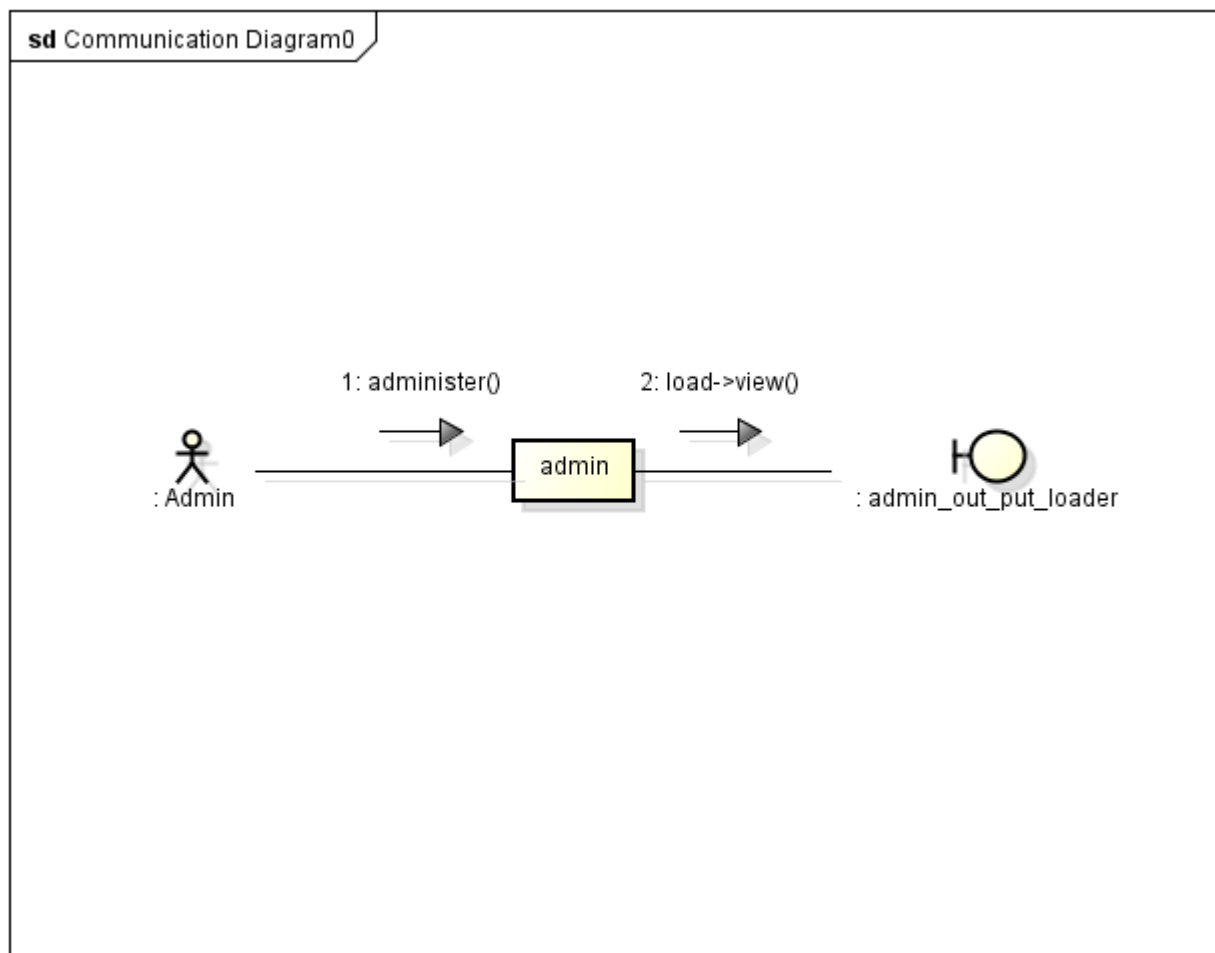 sd Communication Diagram0
1: administer()
2: load->view()
admin
: Admin
: admin_out_put_loader